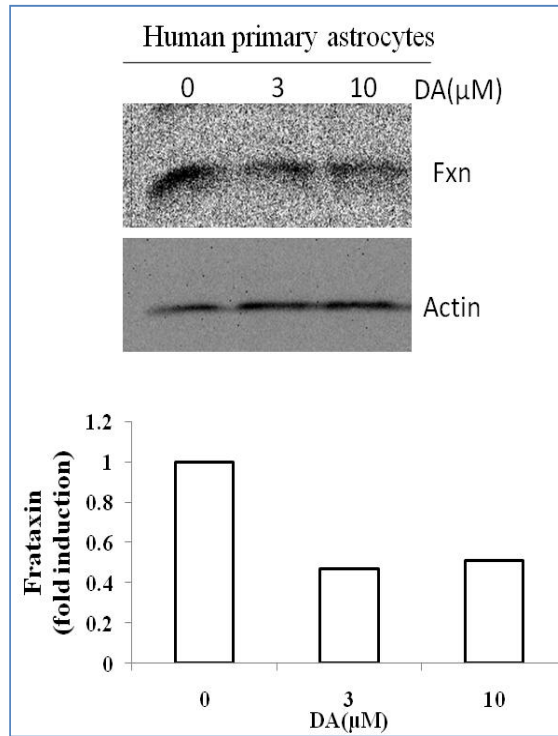 Human primary astrocytes
0 3 10 DA(μM)
Fxn
Actin
1.2
1
0.8
0.6
0.4
0.2
0
Frataxin
(fold induction)
0 3 10
DA(μM)